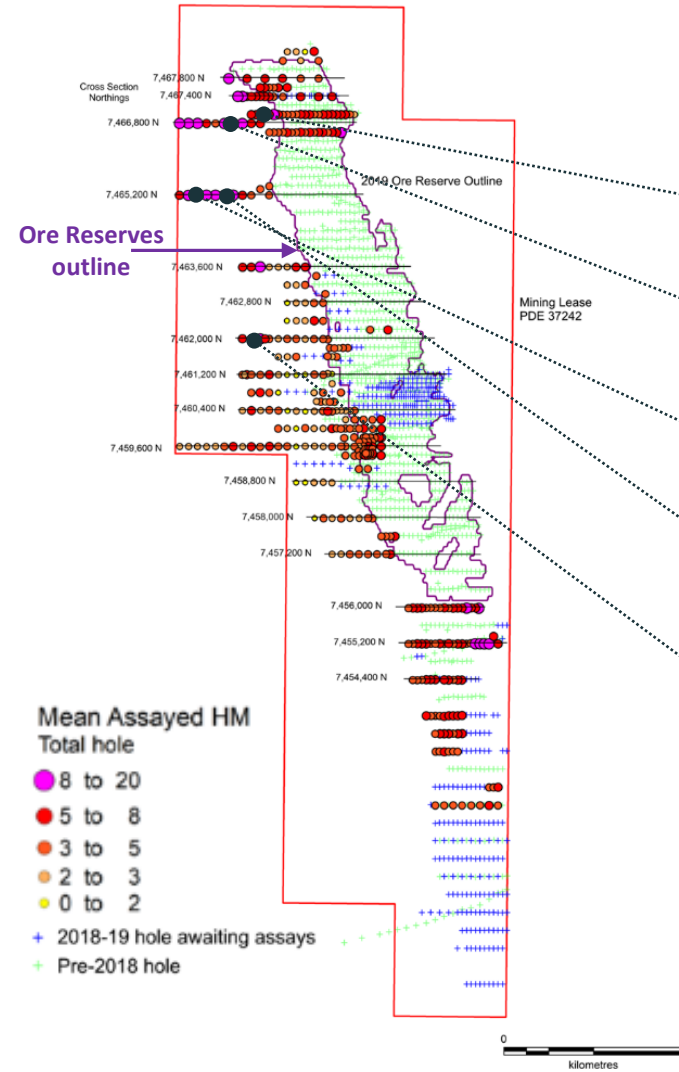 Cross Section
Northings
7,467,800 N
7,467,400 N
7,466,800 N
2019 Ore Reserve Outline
7,465,200 N
Ore Reserves
outline
7,463,600 N
7,462,800 N
Mining Lease
PDE 37242
7,462,000 N
7,461,200 N
7,460,400 N
7,459,600 N
7,458,800 N
7,458,000 N
7,457,200 N
7,456,000 N
7,455,200 N
7,454,400 N
Mean Assayed HM
Total hole
8 to 20
5 to 8
3 to 5
2 to 3
0 to 2
2018-19 hole awaiting assays
Pre-2018 hole
0
kilometres